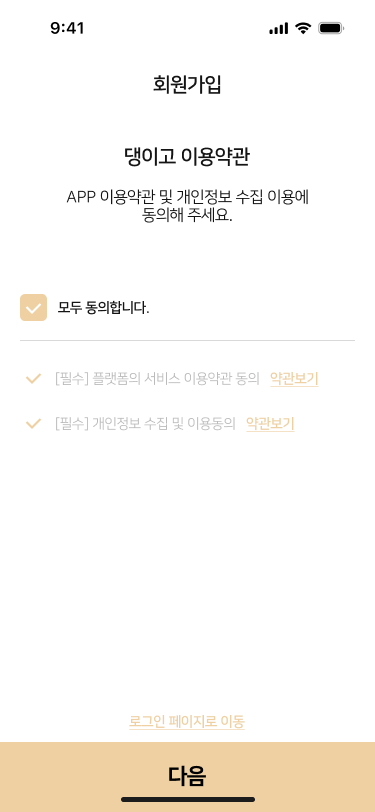 9:41
회원가입
댕이고 이용약관
APP 이용약관 및 개인정보 수집 이용에
동의해 주세요.
모두 동의합니다.
[필수] 플랫폼의 서비스 이용약관 동의 약관보기
[필수] 개인정보 수집 및 이용동의 약관보기
로그인 페이지로 이동
다음